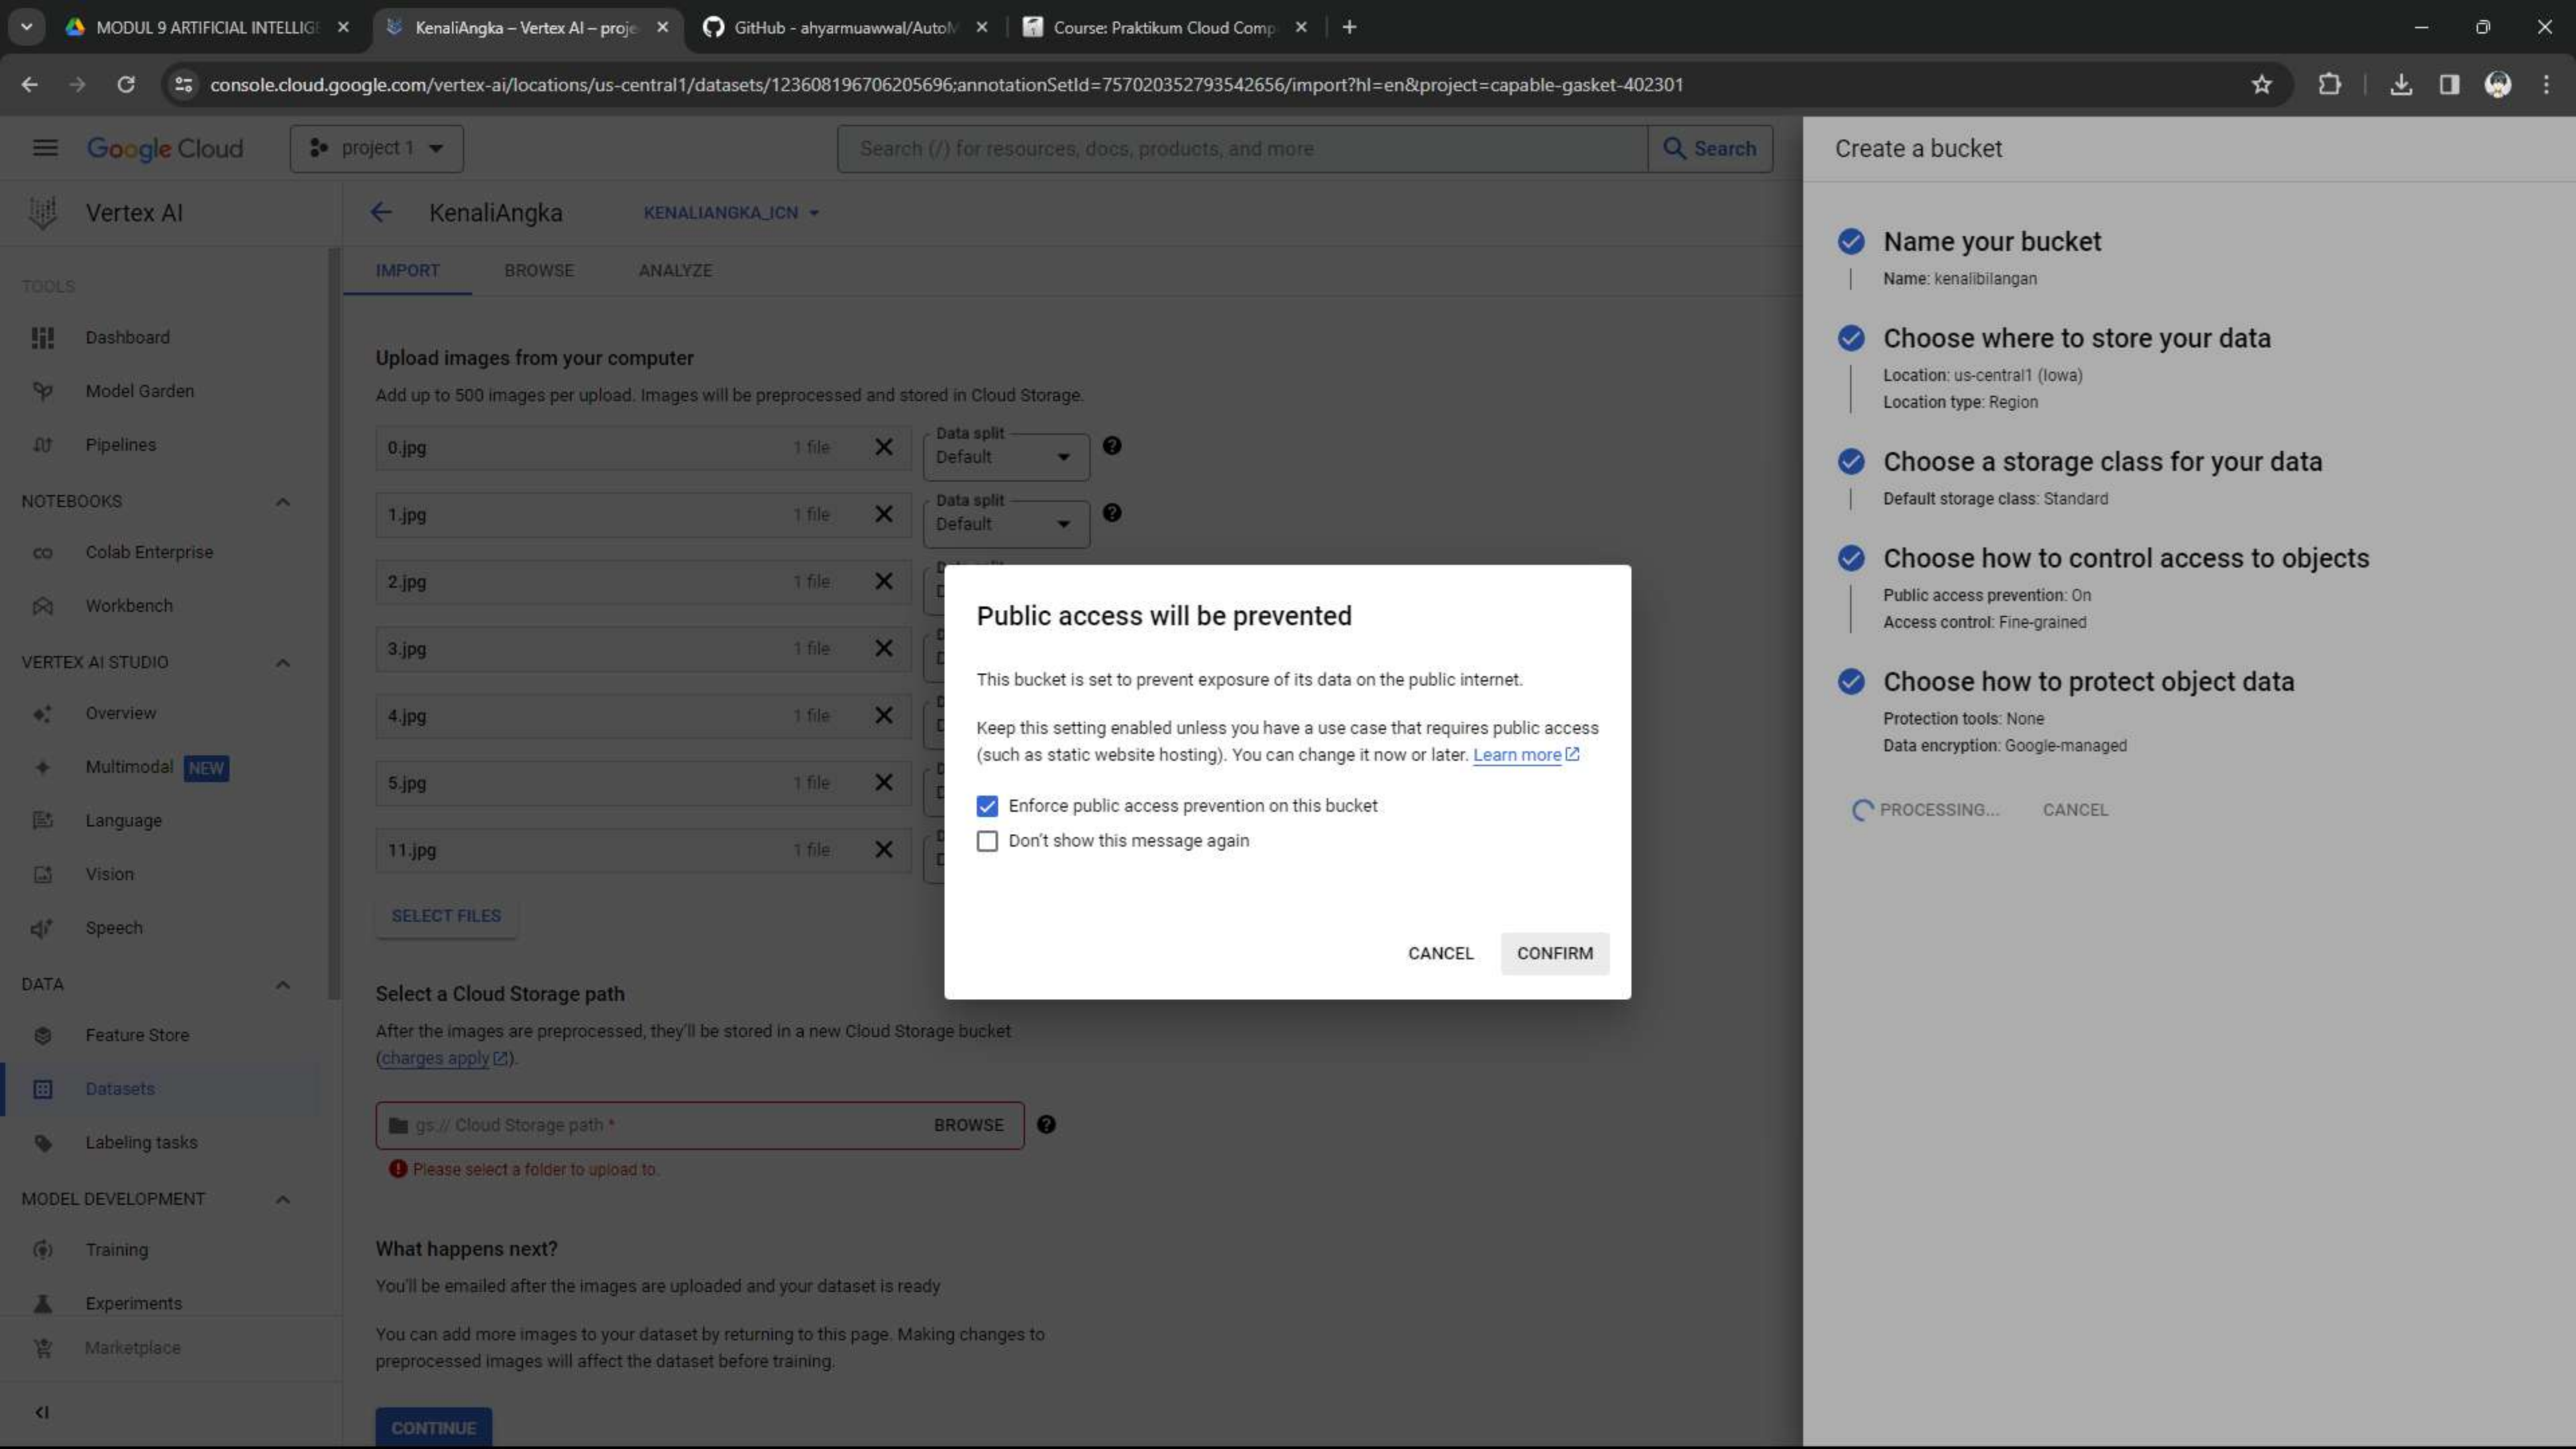 MODUL 9 ARTIFICIAL INTELLIGE
KenaliAngka – Vertex AI – proje
GitHub - ahyarmuawwal/AutoM
Course: Praktikum Cloud Comp
console.cloud.google.com/vertex-ai/locations/us-central1/datasets/123608196706205696;annotationSetId=757020352793542656/import?hl=en&project=capable-gasket-402301
Google Cloud
project 1
Search (/) for resources, docs, products, and more
Search
Vertex AI
KenaliAngka
KENALIANGKA_ICN
TOOLS
Dashboard
Model Garden
Pipelines
NOTEBOOKS
Colab Enterprise
Workbench
VERTEX AI STUDIO
Overview
Multimodal NEW
Language
Vision
Speech
DATA
Feature Store
Datasets
Labeling tasks
MODEL DEVELOPMENT
Training
Experiments
Marketplace
IMPORT BROWSE ANALYZE
Upload images from your computer
Add up to 500 images per upload. Images will be preprocessed and stored in Cloud Storage.
0.jpg 1 file
Data split
Default
1.jpg 1 file
Data split
Default
2.jpg 1 file
3.jpg 1 file
4.jpg 1 file
5.jpg 1 file
11.jpg 1 file
SELECT FILES
Select a Cloud Storage path
After the images are preprocessed, they'll be stored in a new Cloud Storage bucket
(charges apply).
gs:// Cloud Storage path * BROWSE
Please select a folder to upload to.
What happens next?
You'll be emailed after the images are uploaded and your dataset is ready
You can add more images to your dataset by returning to this page. Making changes to
preprocessed images will affect the dataset before training.
CONTINUE
Public access will be prevented
This bucket is set to prevent exposure of its data on the public internet.
Keep this setting enabled unless you have a use case that requires public access
(such as static website hosting). You can change it now or later. Learn more
Enforce public access prevention on this bucket
Don't show this message again
CANCEL CONFIRM
Create a bucket
Name your bucket
Name: kenalibilangan
Choose where to store your data
Location: us-central1 (Iowa)
Location type: Region
Choose a storage class for your data
Default storage class: Standard
Choose how to control access to objects
Public access prevention: On
Access control: Fine-grained
Choose how to protect object data
Protection tools: None
Data encryption: Google-managed
PROCESSING... CANCEL